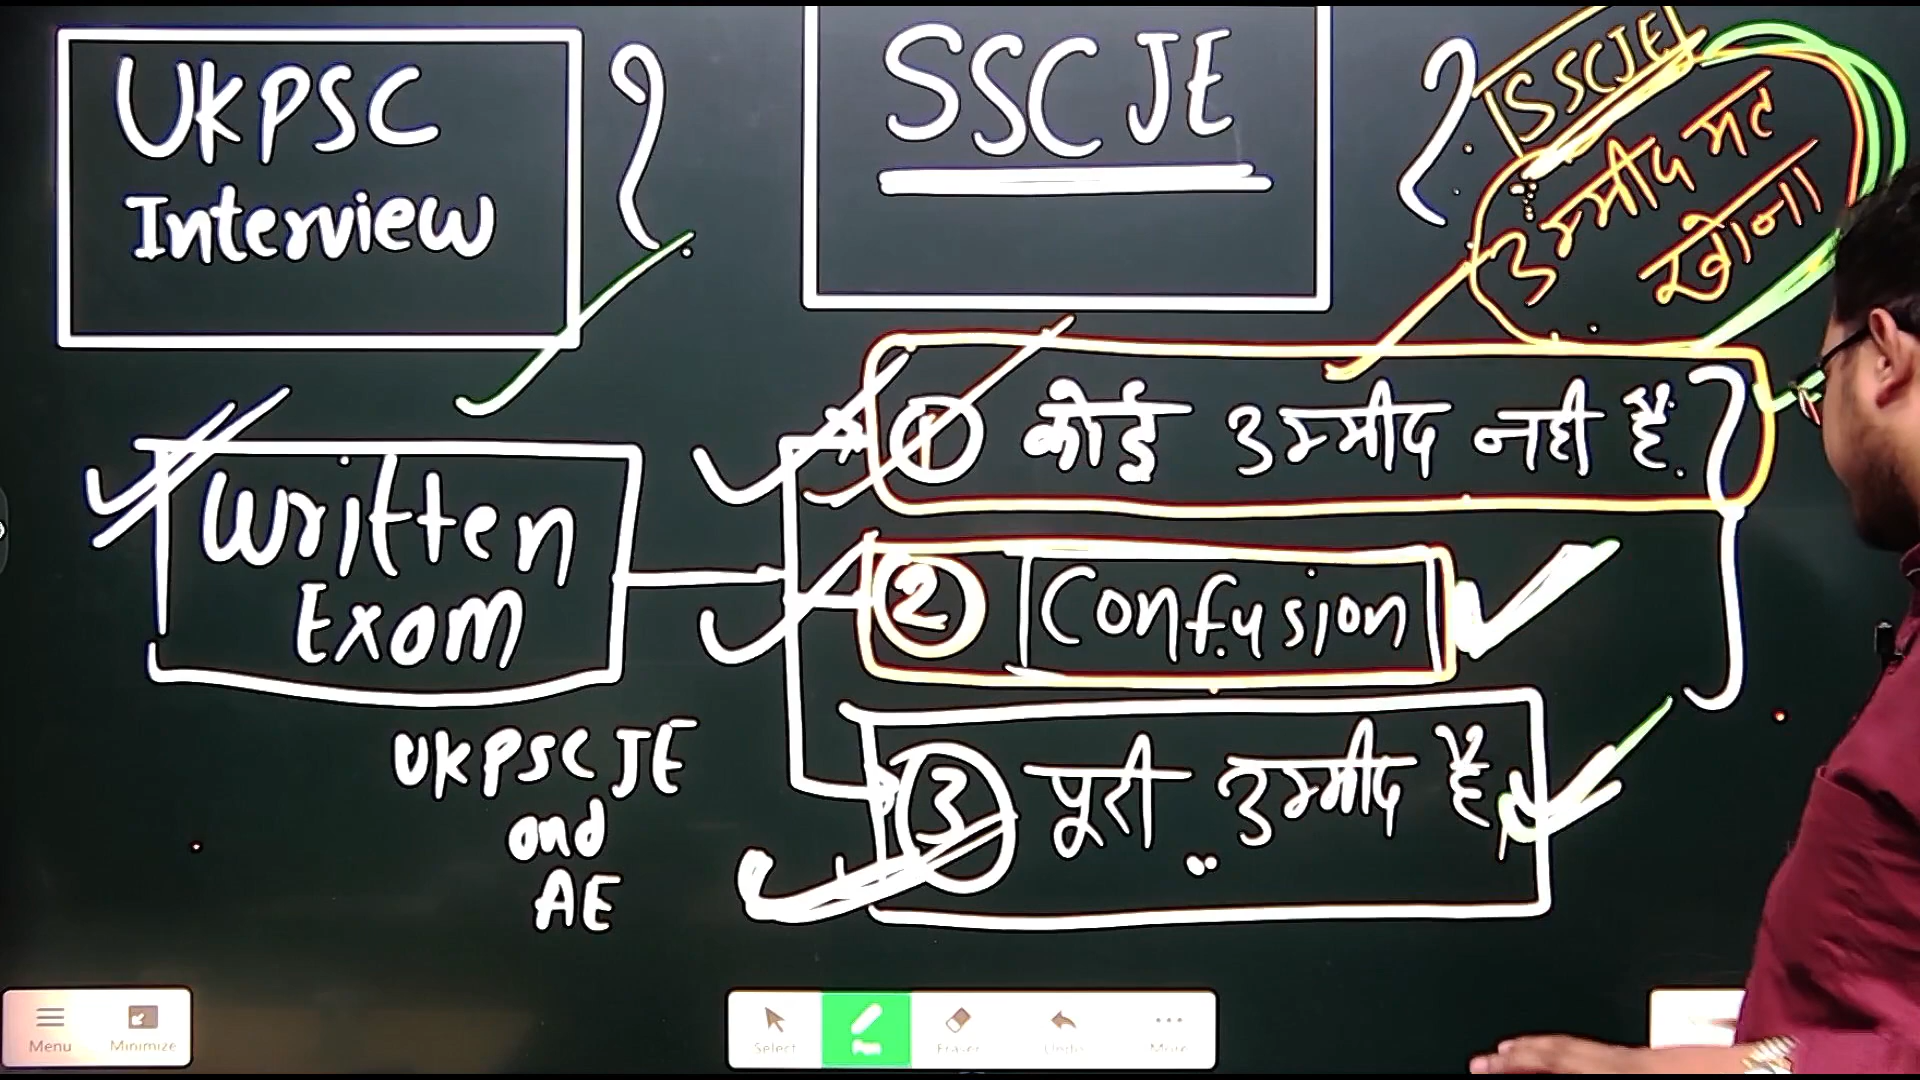 UKPSC
Interview
?
SSC JE
?
SSCJE
उम्मीद मत
खोना
Written
Exam
UKPSC JE
and
AE
① कोई उम्मीद नही हैं.
② Confusion
③ पूरी उम्मीद हैं
Menu
Minimize
Select
Pen
Eraser
Undo
More